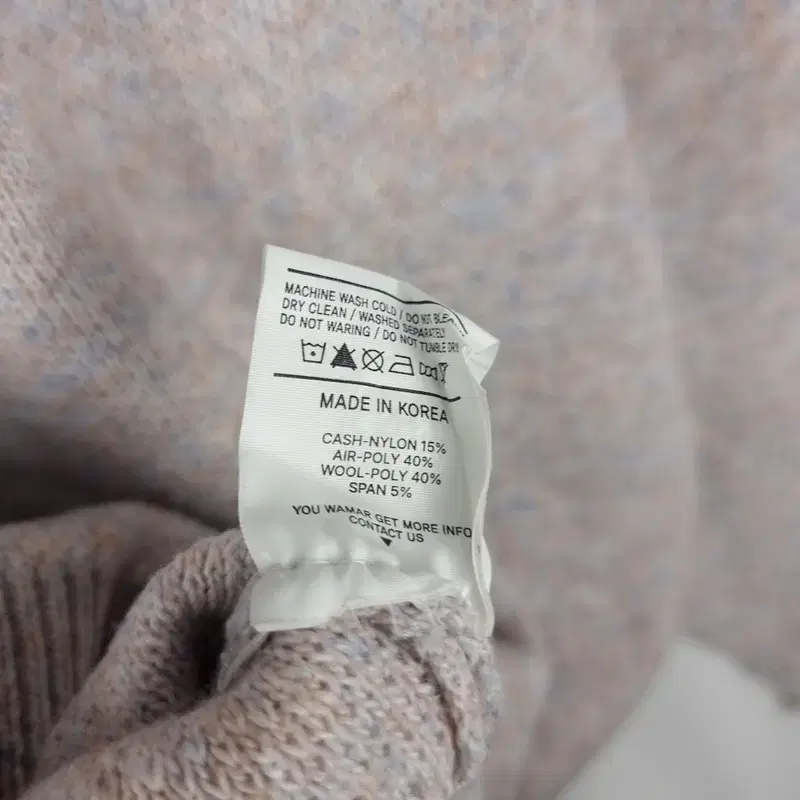 MACHINE WASH COLD / DO NOT BLEACH
DRY CLEAN / WASHED SEPARATELY
DO NOT WARING / DO NOT TUMBLE DRY
MADE IN KOREA
CASH-NYLON 15%
AIR-POLY 40%
WOOL-POLY 40%
SPAN 5%
YOU WAMAR GET MORE INFO
CONTACT US